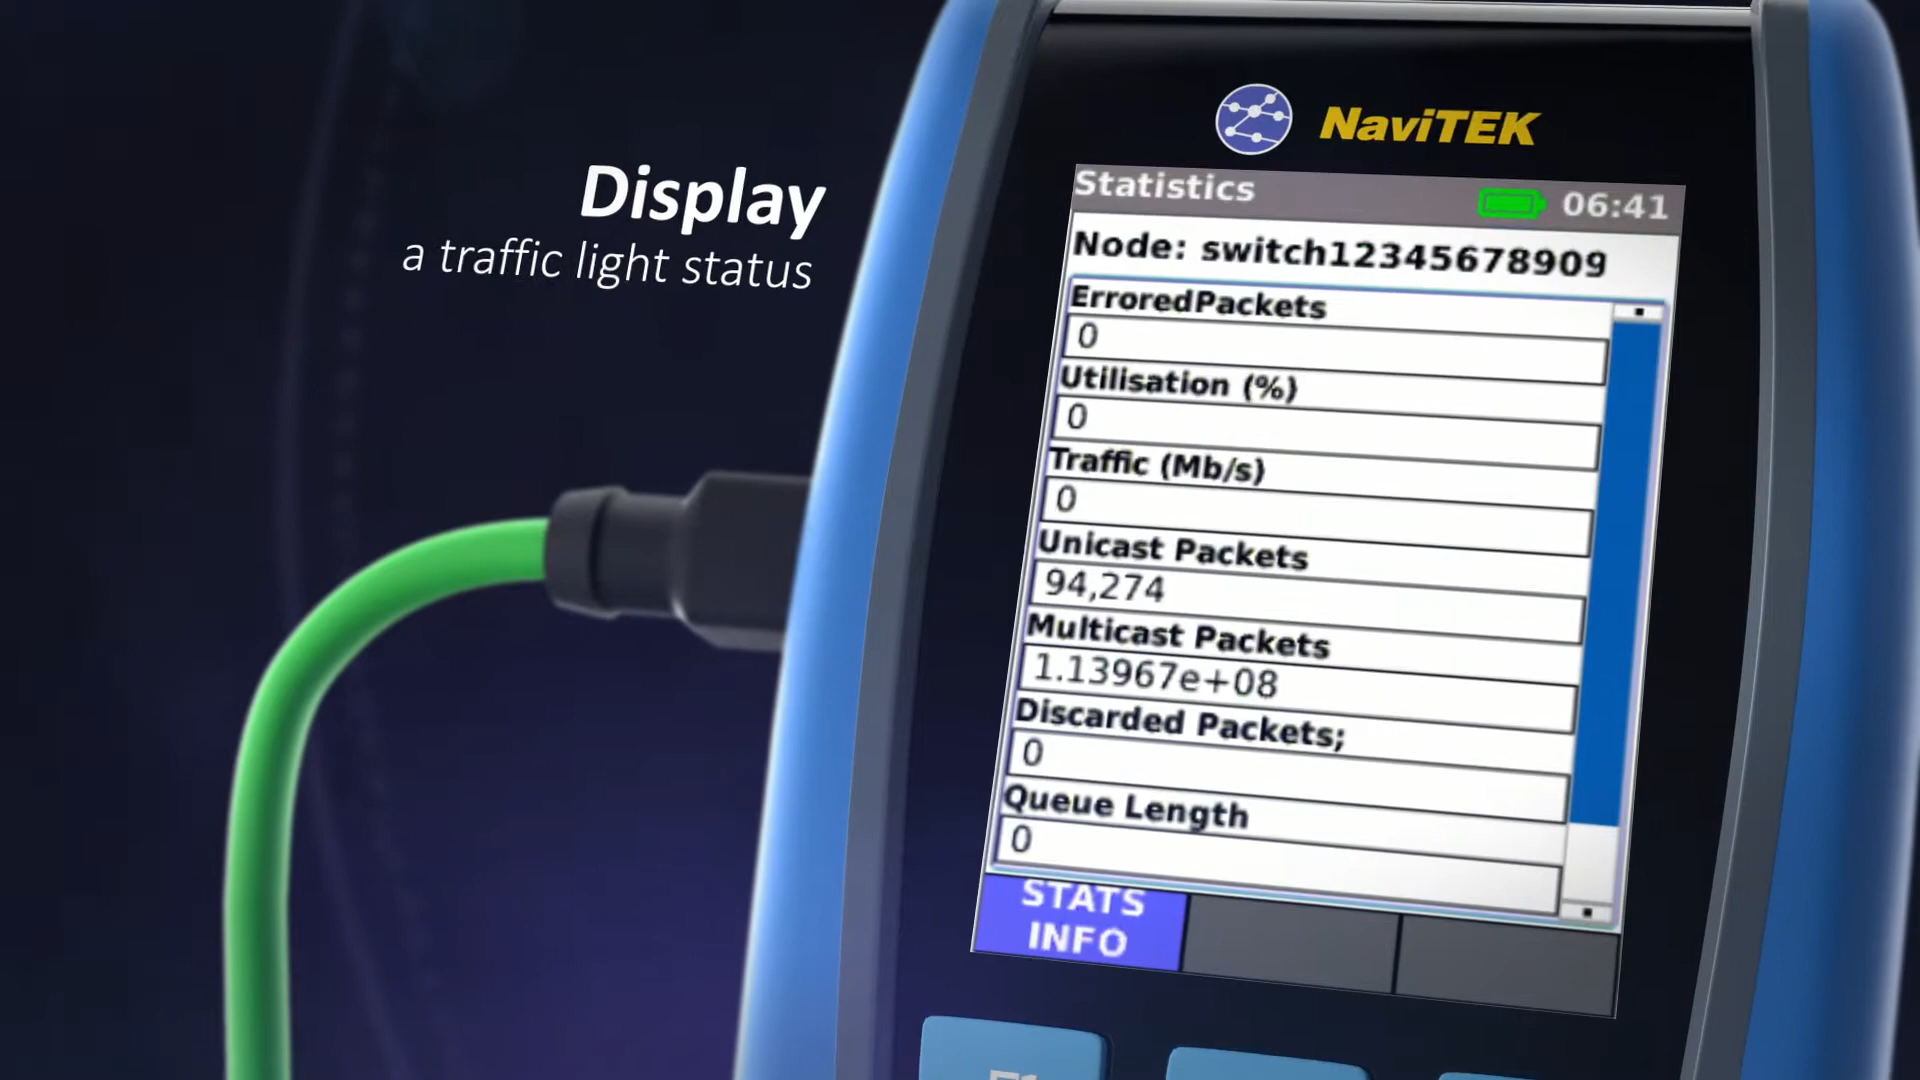 Display
a traffic light status
NaviTEK
Statistics
06:41
Node: switch12345678909
ErroredPackets
0
Utilisation (%)
0
Traffic (Mb/s)
0
Unicast Packets
94,274
Multicast Packets
1.13967e+08
Discarded Packets;
0
Queue Length
0
STATS
INFO